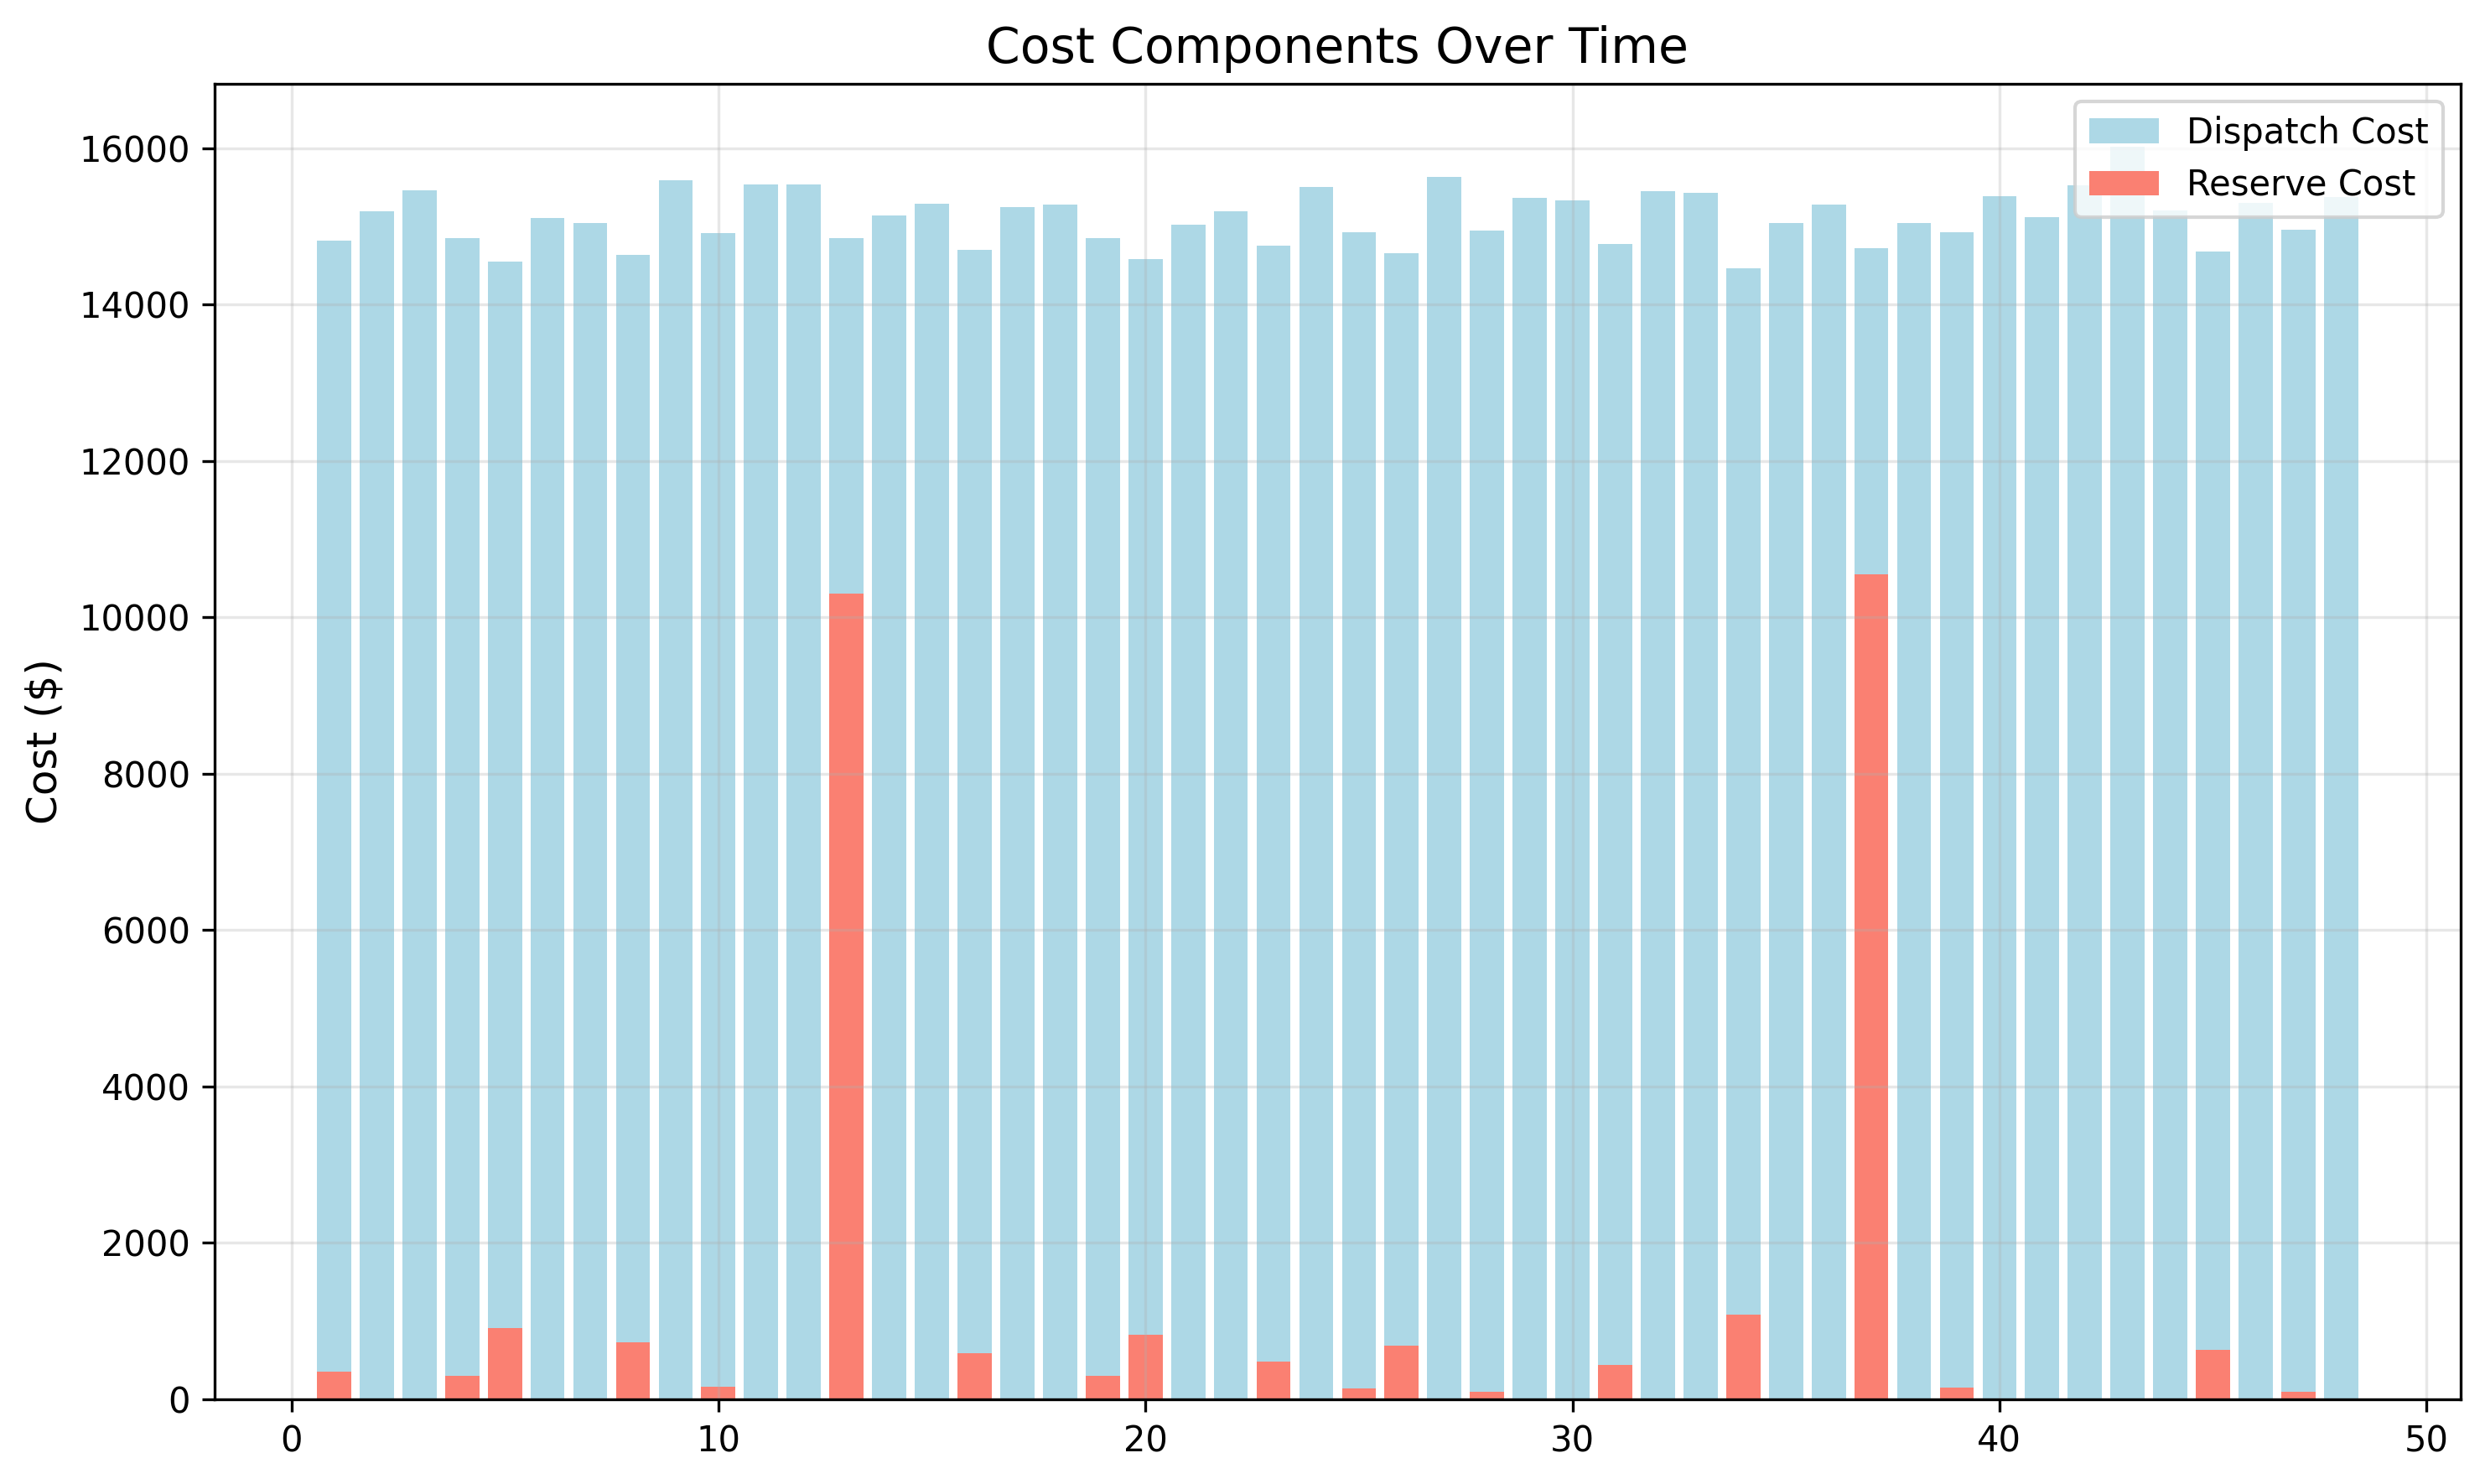 Cost Components Over Time
Dispatch Cost
Reserve Cost
Cost ($)
16000
14000
12000
10000
8000
6000
4000
2000
0
0 10 20 30 40 50